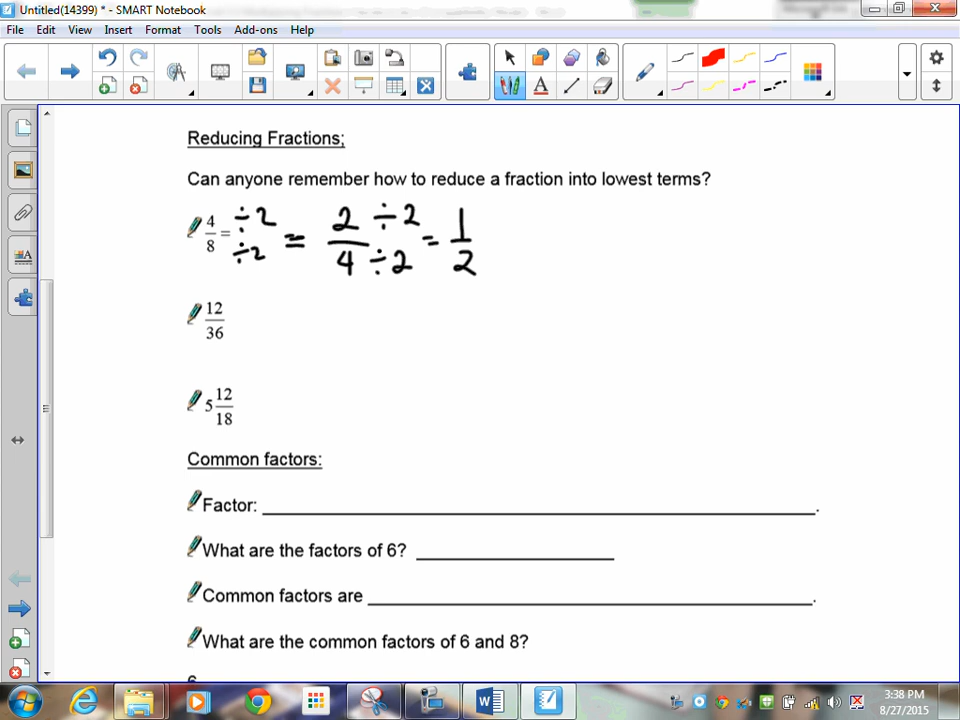 Untitled(14399) * - SMART Notebook
File Edit View Insert Format Tools Add-ons Help
Reducing Fractions;
Can anyone remember how to reduce a fraction into lowest terms?
4/8 = ÷2/÷2 = 2/4 ÷2/÷2 = 1/2
12/36
5 12/18
Common factors:
Factor: ____________________.
What are the factors of 6? __________
Common factors are ____________________.
What are the common factors of 6 and 8?
3:38 PM
8/27/2015